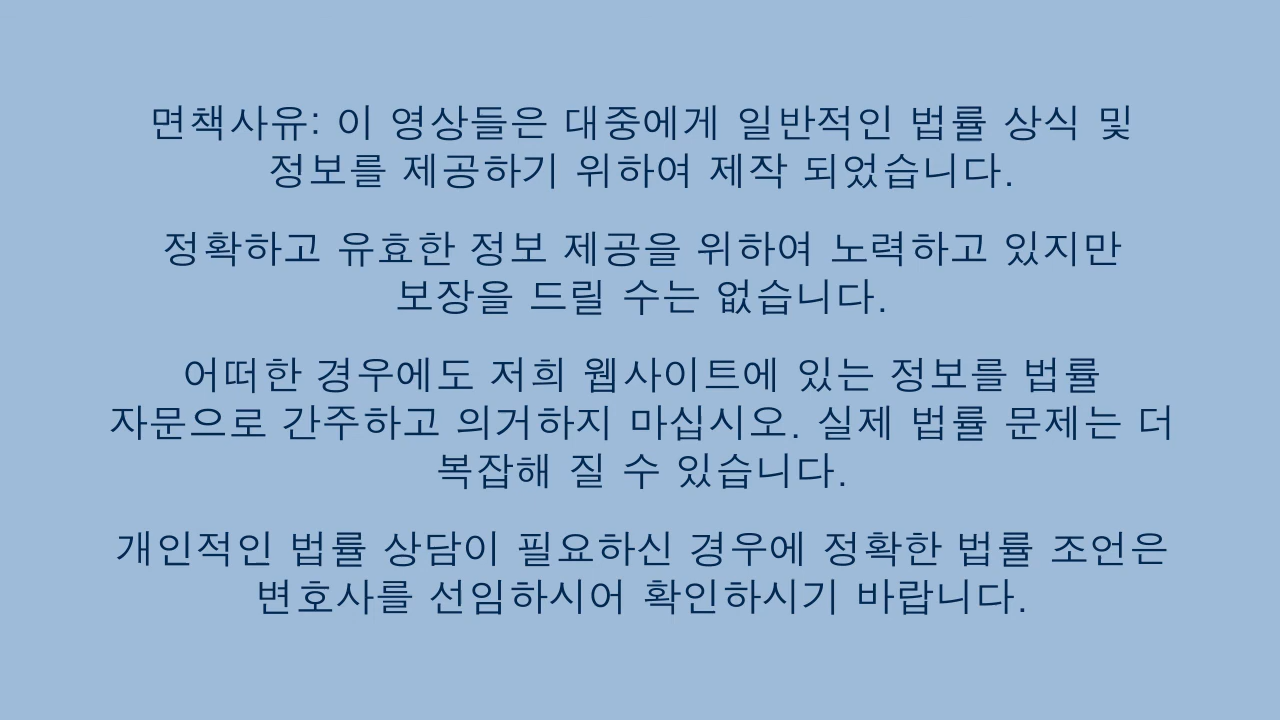 면책사유: 이 영상들은 대중에게 일반적인 법률 상식 및
정보를 제공하기 위하여 제작 되었습니다.
정확하고 유효한 정보 제공을 위하여 노력하고 있지만
보장을 드릴 수는 없습니다.
어떠한 경우에도 저희 웹사이트에 있는 정보를 법률
자문으로 간주하고 의거하지 마십시오. 실제 법률 문제는 더
복잡해 질 수 있습니다.
개인적인 법률 상담이 필요하신 경우에 정확한 법률 조언은
변호사를 선임하시어 확인하시기 바랍니다.